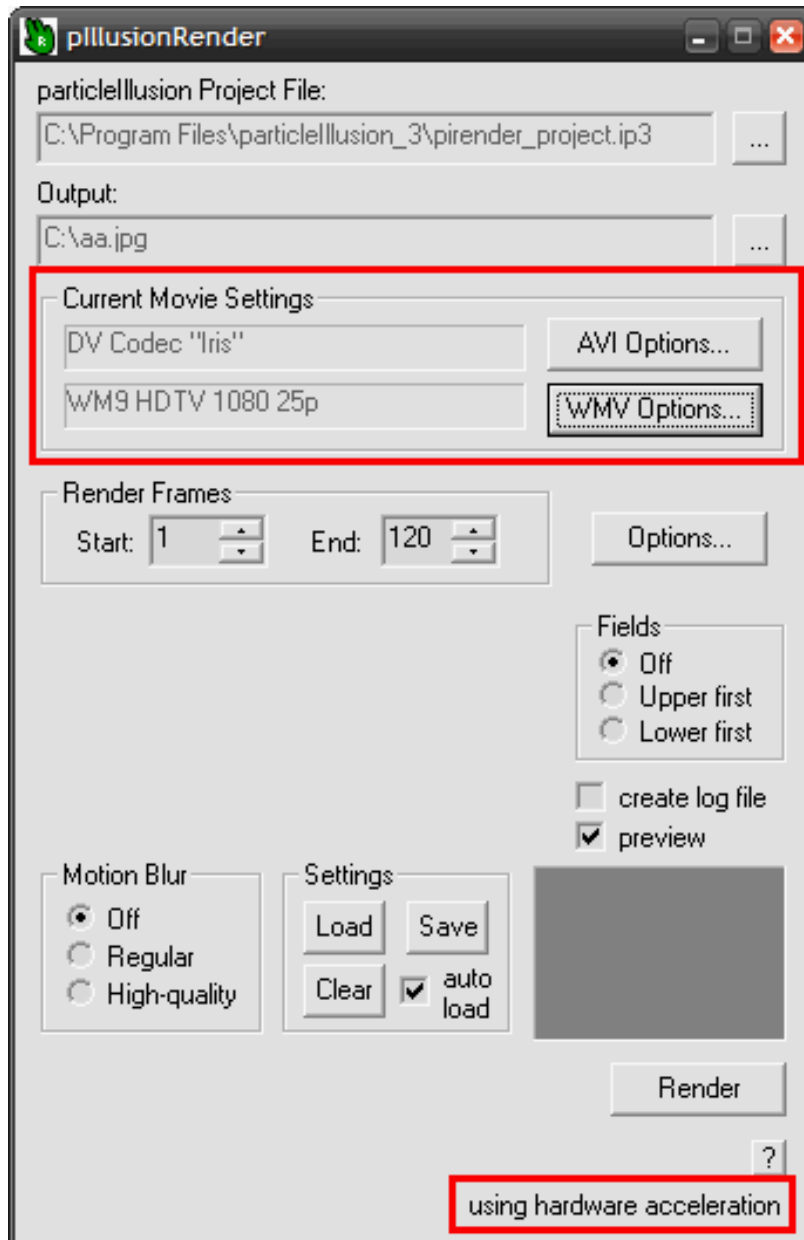 pIllusionRender
particleIllusion Project File:
C:\Program Files\particleIllusion_3\pirender_project.ip3 ...
Output:
C:\aa.jpg ...
Current Movie Settings
DV Codec "Iris" AVI Options...
WM9 HDTV 1080 25p WMV Options...
Render Frames
Start: 1 End: 120 Options...
Fields
Off
Upper first
Lower first
create log file
preview
Motion Blur
Off
Regular
High-quality
Settings
Load Save
Clear auto
load
Render
?
using hardware acceleration